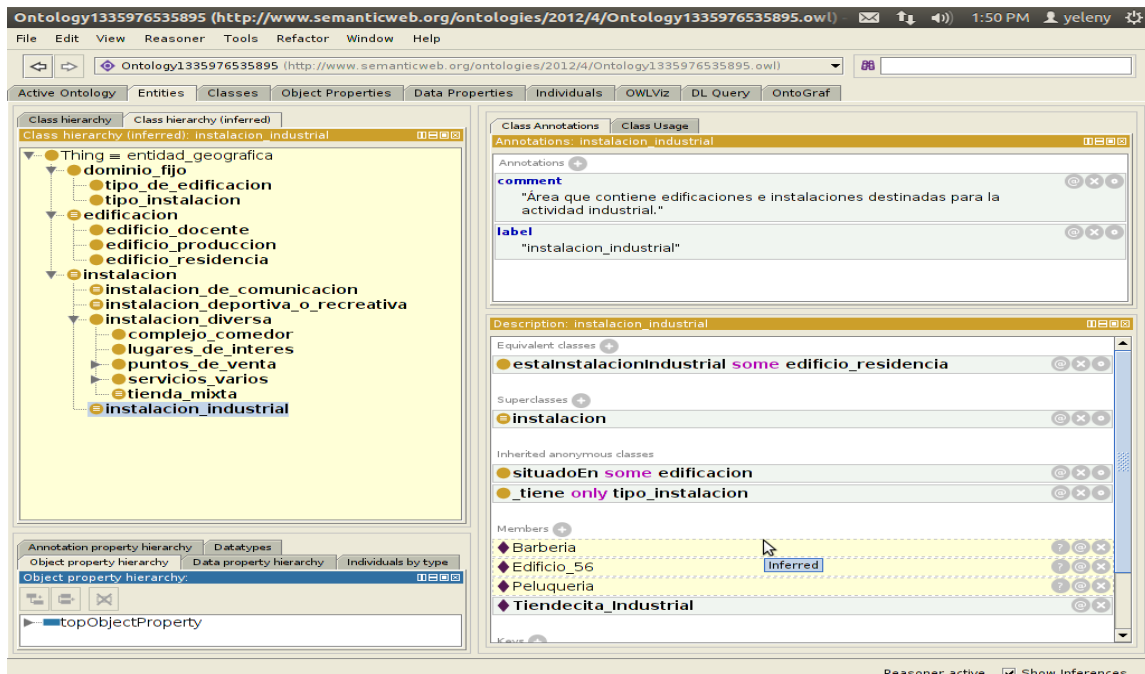 Ontology1335976535895 (http://www.semanticweb.org/ontologies/2012/4/Ontology1335976535895.owl) - 1:50 PM yeleny
File Edit View Reasoner Tools Refactor Window Help
Ontology1335976535895 (http://www.semanticweb.org/ontologies/2012/4/Ontology1335976535895.owl)
Active Ontology Entities Classes Object Properties Data Properties Individuals OWLViz DL Query OntoGraf
Class hierarchy Class hierarchy (inferred)
Class hierarchy (inferred): instalacion_industrial
Thing ≡ entidad_geografica
dominio_fijo
tipo_de_edificacion
tipo_instalacion
edificacion
edificio_docente
edificio_produccion
edificio_residencia
instalacion
instalacion_de_comunicacion
instalacion_deportiva_o_recreativa
instalacion_diversa
complejo_comedor
lugares_de_interes
puntos_de_venta
servicios_varios
tienda_mixta
instalacion_industrial
Annotation property hierarchy Datatypes
Object property hierarchy Data property hierarchy Individuals by type
Object property hierarchy:
topObjectProperty
Class Annotations Class Usage
Annotations: instalacion_industrial
Annotations
comment
"Área que contiene edificaciones e instalaciones destinadas para la
actividad industrial."
label
"instalacion_industrial"
Description: instalacion_industrial
Equivalent classes
estaInstalacionIndustrial some edificio_residencia
Superclasses
instalacion
Inherited anonymous classes
situadoEn some edificacion
_tiene only tipo_instalacion
Members
Barberia
Edificio_56
Inferred
Peluqueria
Tiendecita_Industrial
Keys
Reasoner active Show Inferences